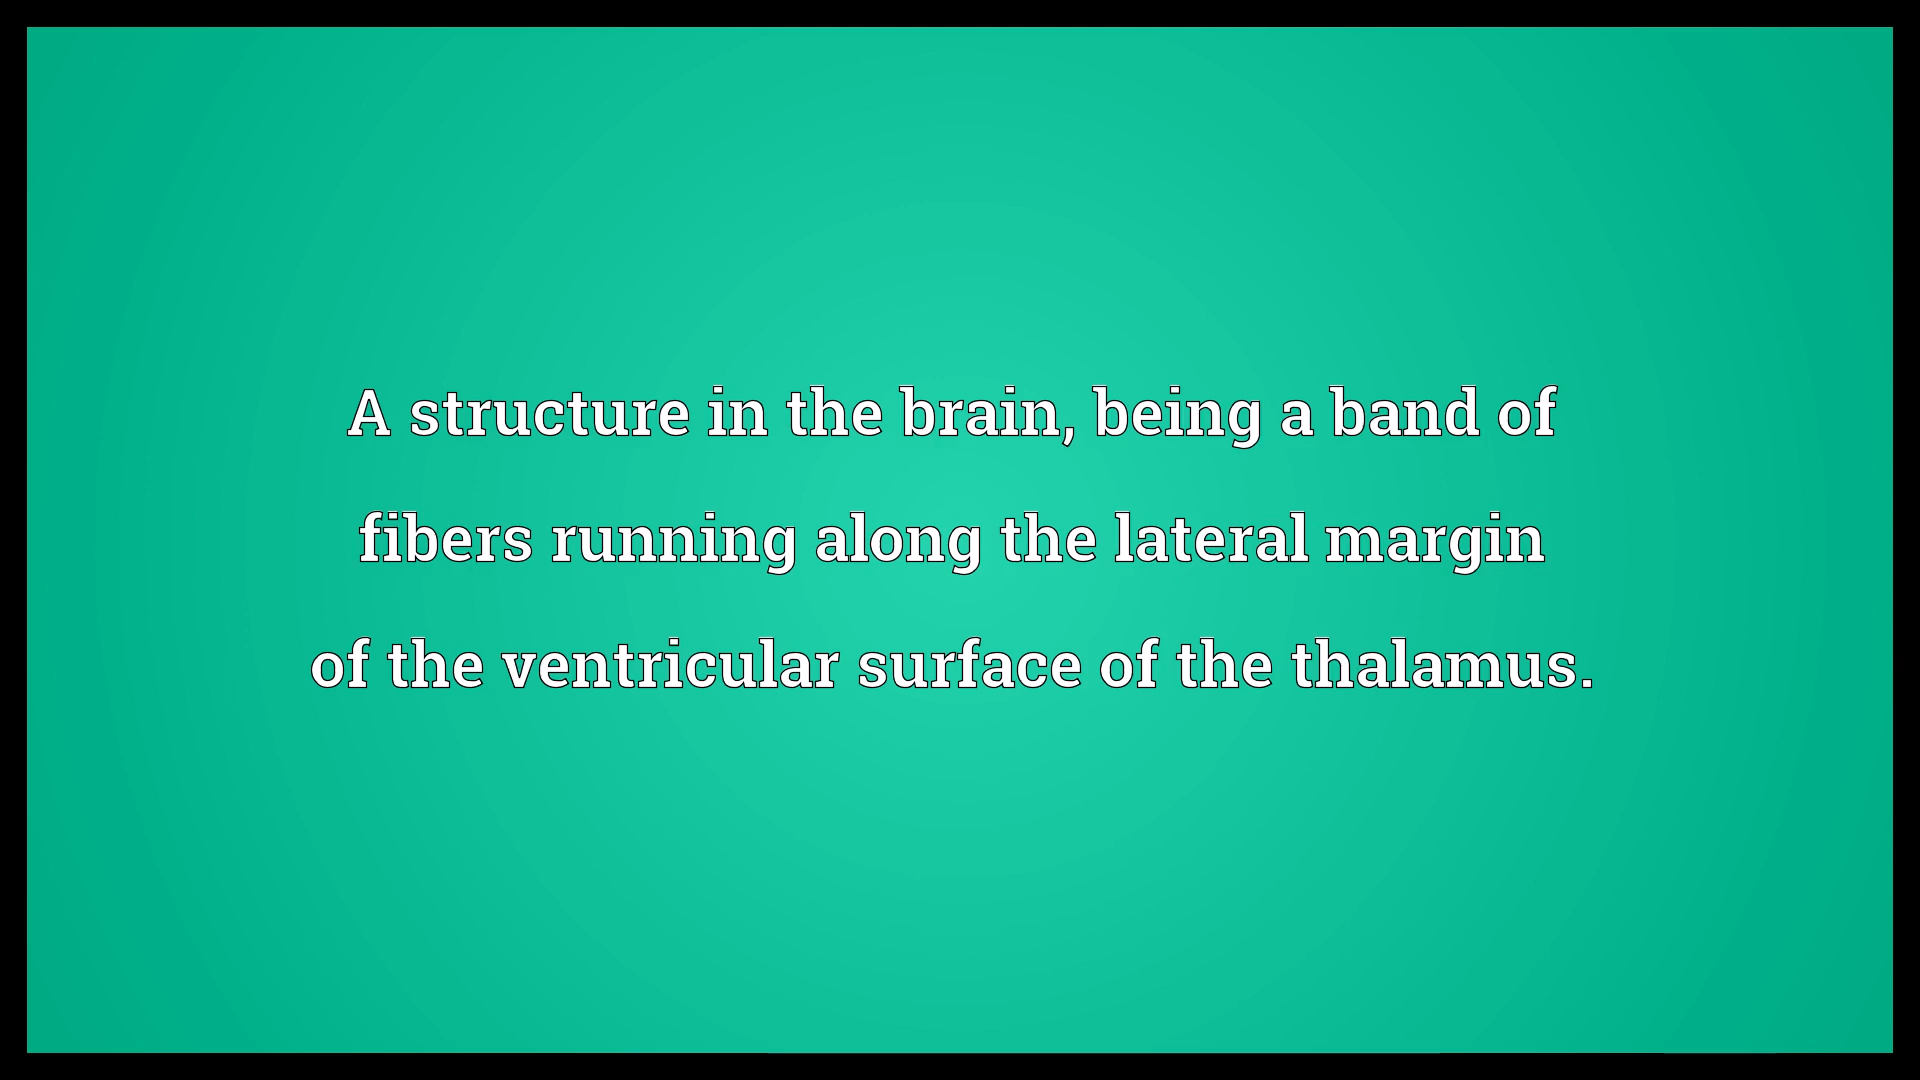 A structure in the brain, being a band of
fibers running along the lateral margin
of the ventricular surface of the thalamus.